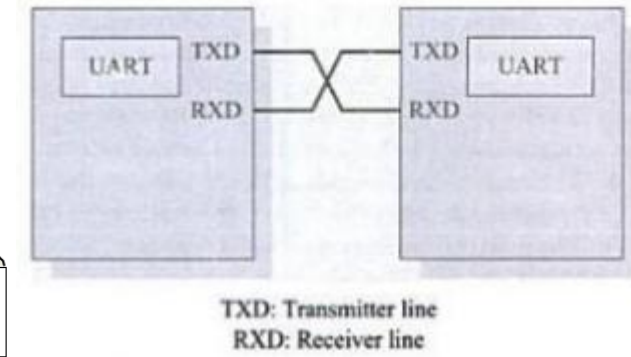 TXD TXD
UART UART
RXD RXD
TXD: Transmitter line
RXD: Receiver line